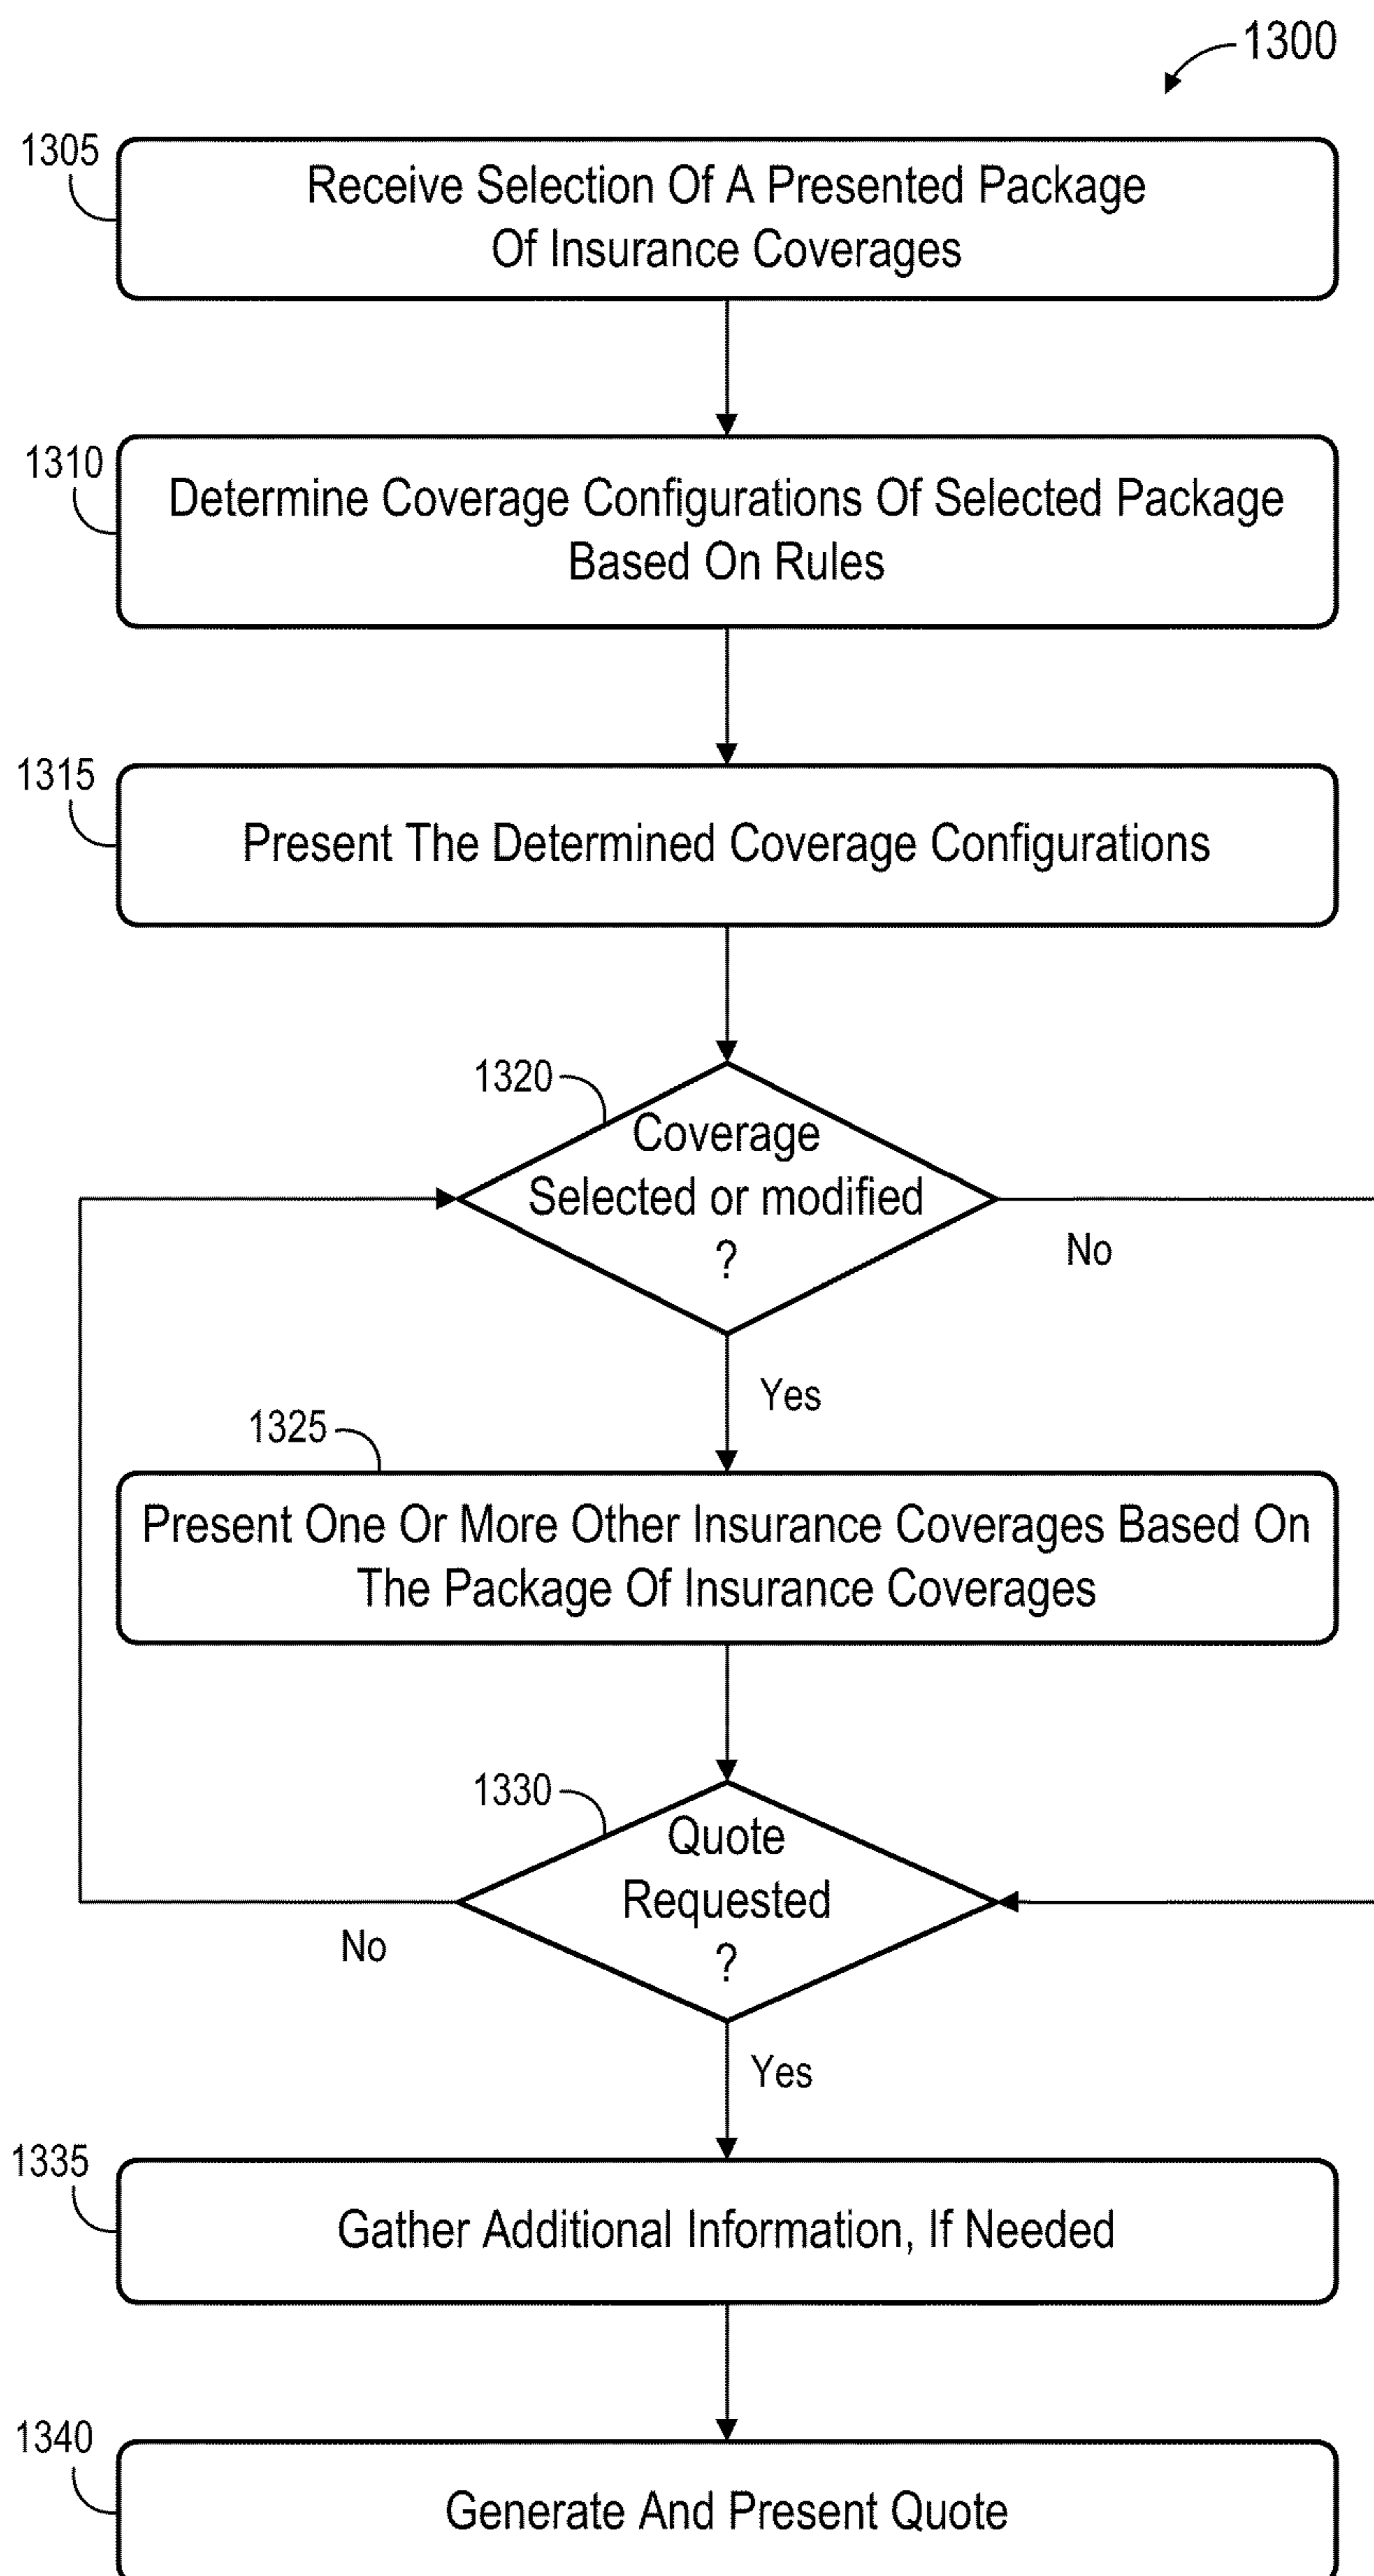 1300
1305
Receive Selection Of A Presented Package
Of Insurance Coverages
1310
Determine Coverage Configurations Of Selected Package
Based On Rules
1315
Present The Determined Coverage Configurations
1320
Coverage
Selected or modified
?
No
Yes
1325
Present One Or More Other Insurance Coverages Based On
The Package Of Insurance Coverages
1330
Quote
Requested
?
No
Yes
1335
Gather Additional Information, If Needed
1340
Generate And Present Quote